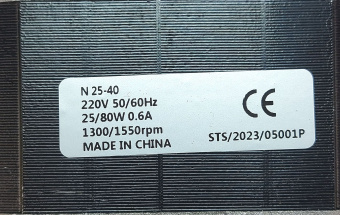 N 25-40
220V 50/60Hz
25/80W 0.6A
1300/1550rpm
MADE IN CHINA
CE
STS/2023/05001P